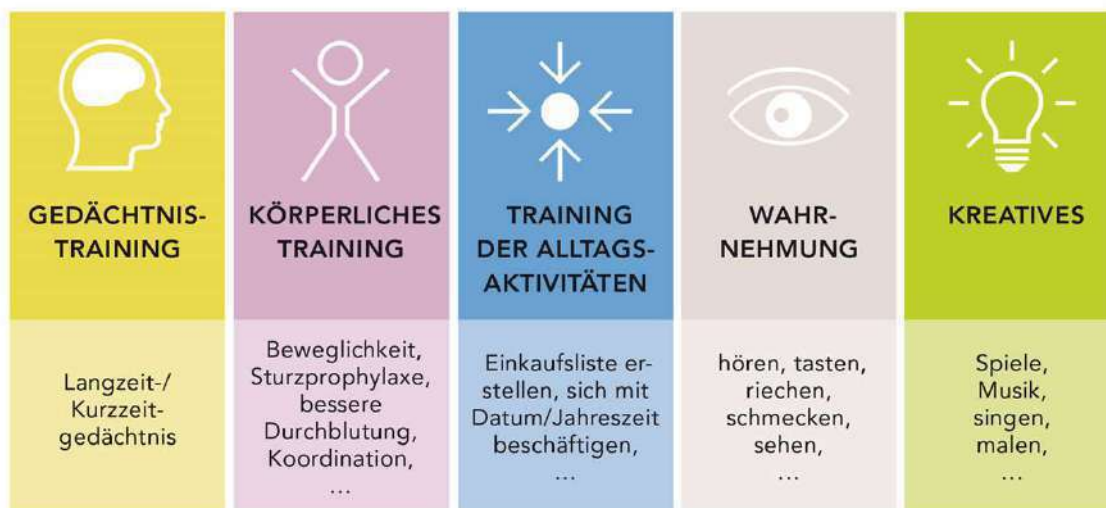 GEDÄCHTNIS-
TRAINING
Langzeit-/
Kurzzeit-
gedächtnis
KÖRPERLICHES
TRAINING
Beweglichkeit,
Sturzprophylaxe,
bessere
Durchblutung,
Koordination,
...
TRAINING
DER ALLTAGS-
AKTIVITÄTEN
Einkaufsliste er-
stellen, sich mit
Datum/Jahreszeit
beschäftigen,
...
WAHR-
NEHMUNG
hören, tasten,
riechen,
schmecken,
sehen,
...
KREATIVES
Spiele,
Musik,
singen,
malen,
...